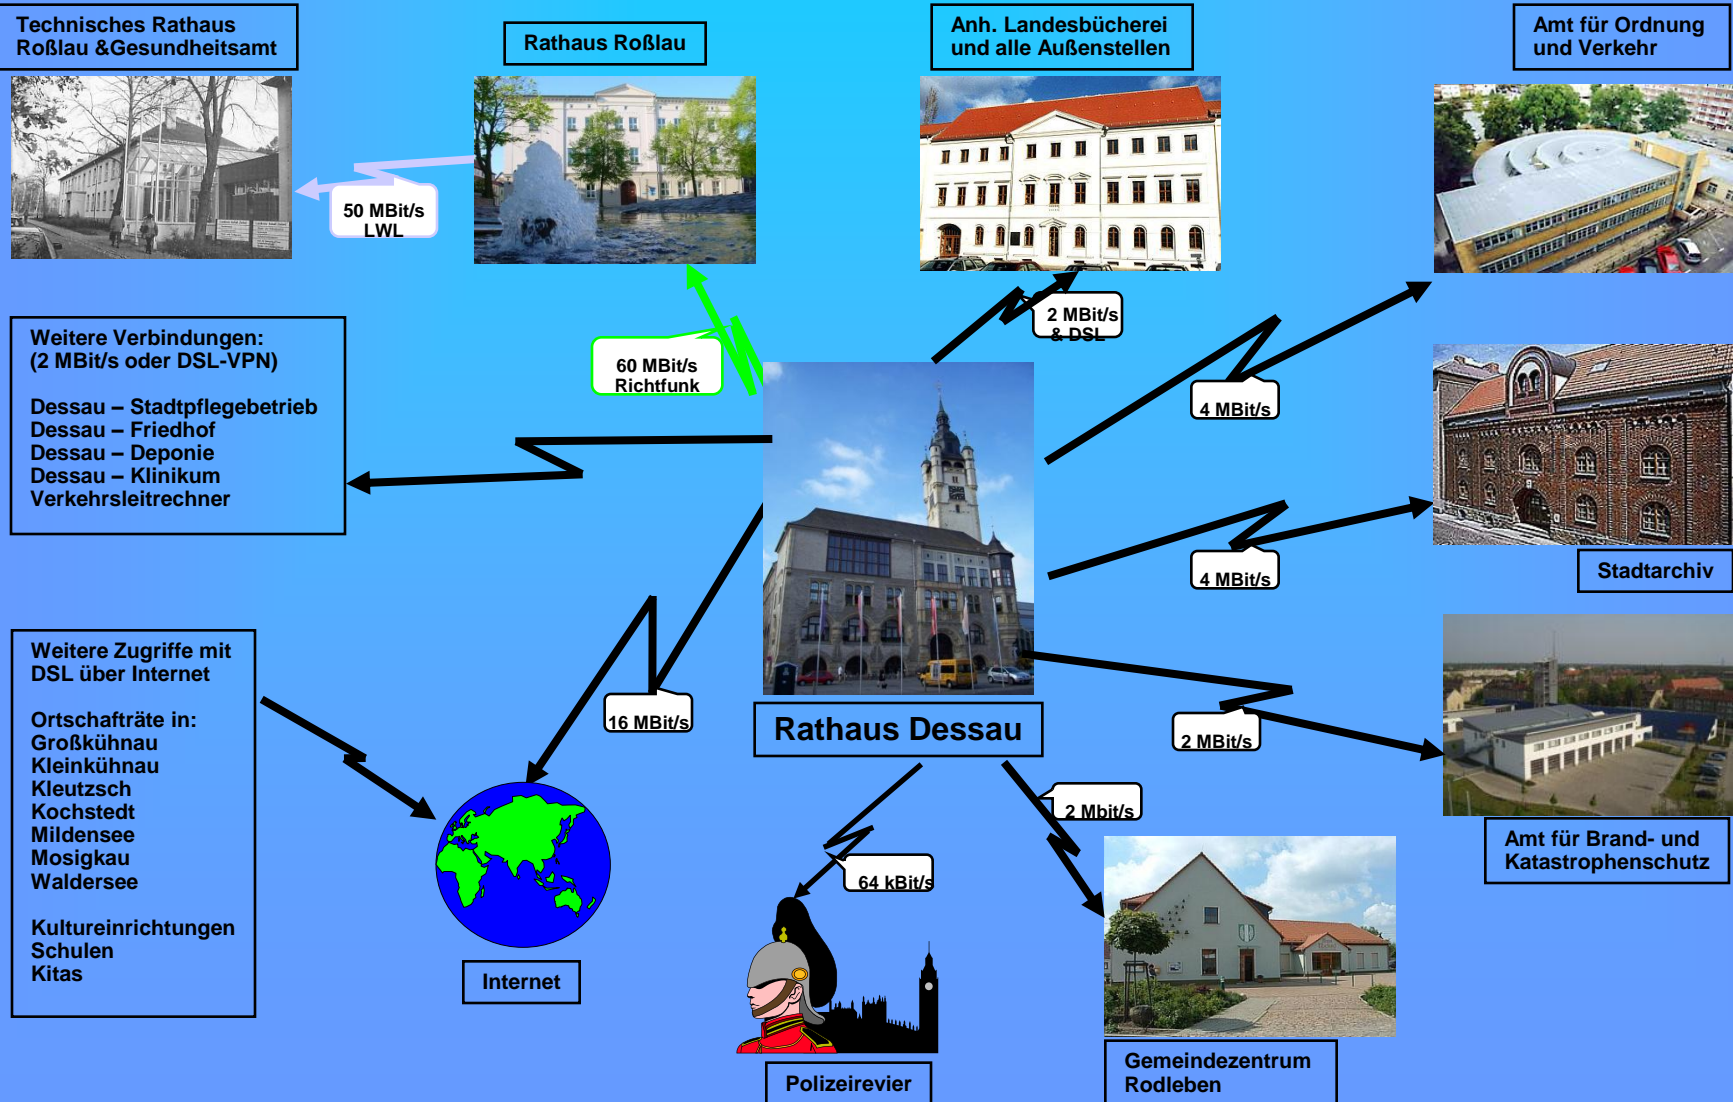 Technisches Rathaus
Roßlau &Gesundheitsamt
Rathaus Roßlau
Anh. Landesbücherei
und alle Außenstellen
Amt für Ordnung
und Verkehr
50 MBit/s
LWL
2 MBit/s
& DSL
60 MBit/s
Richtfunk
4 MBit/s
Weitere Verbindungen:
(2 MBit/s oder DSL-VPN)
Dessau – Stadtpflegebetrieb
Dessau – Friedhof
Dessau – Deponie
Dessau – Klinikum
Verkehrsleitrechner
4 MBit/s
Stadtarchiv
Weitere Zugriffe mit
DSL über Internet
Ortschafträte in:
Großkühnau
Kleinkühnau
Kleutzsch
Kochstedt
Mildensee
Mosigkau
Waldersee
Kultureinrichtungen
Schulen
Kitas
16 MBit/s
Rathaus Dessau
2 MBit/s
2 Mbit/s
Amt für Brand- und
Katastrophenschutz
64 kBit/s
Internet
Polizeirevier
Gemeindezentrum
Rodleben